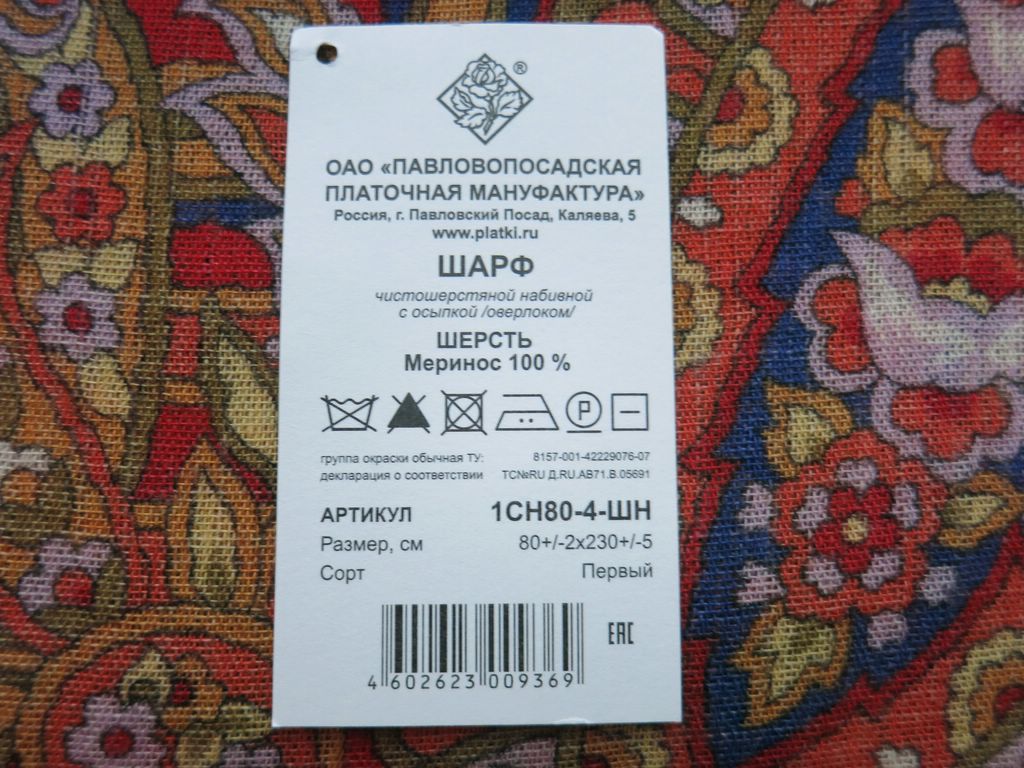 ®
ОАО «ПАВЛОВОПОСАДСКАЯ
ПЛАТОЧНАЯ МАНУФАКТУРА»
Россия, г. Павловский Посад, Каляева, 5
www.platki.ru
ШАРФ
чистошерстяной набивной
с осыпкой /оверлоком/
ШЕРСТЬ
Меринос 100 %
P
группа окраски обычная ТУ: 8157-001-42229076-07
декларация о соответствии ТС№RU Д.RU.АВ71.В.05691
АРТИКУЛ 1СН80-4-ШН
Размер, см 80+/-2x230+/-5
Сорт Первый
EAC
4 602623 009369